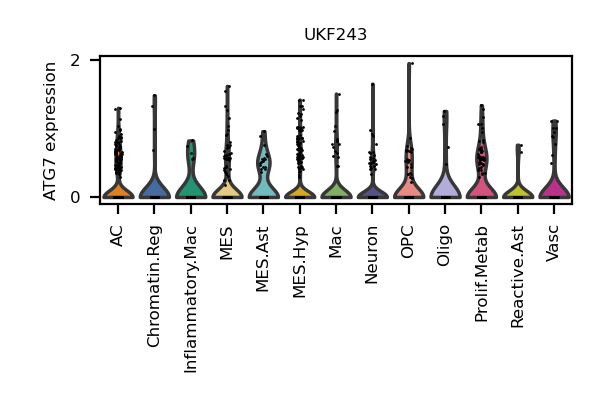 UKF243
2
0
ATG7 expression
AC
Chromatin.Reg
Inflammatory.Mac
MES
MES.Ast
MES.Hyp
Mac
Neuron
OPC
Oligo
Prolif.Metab
Reactive.Ast
Vasc